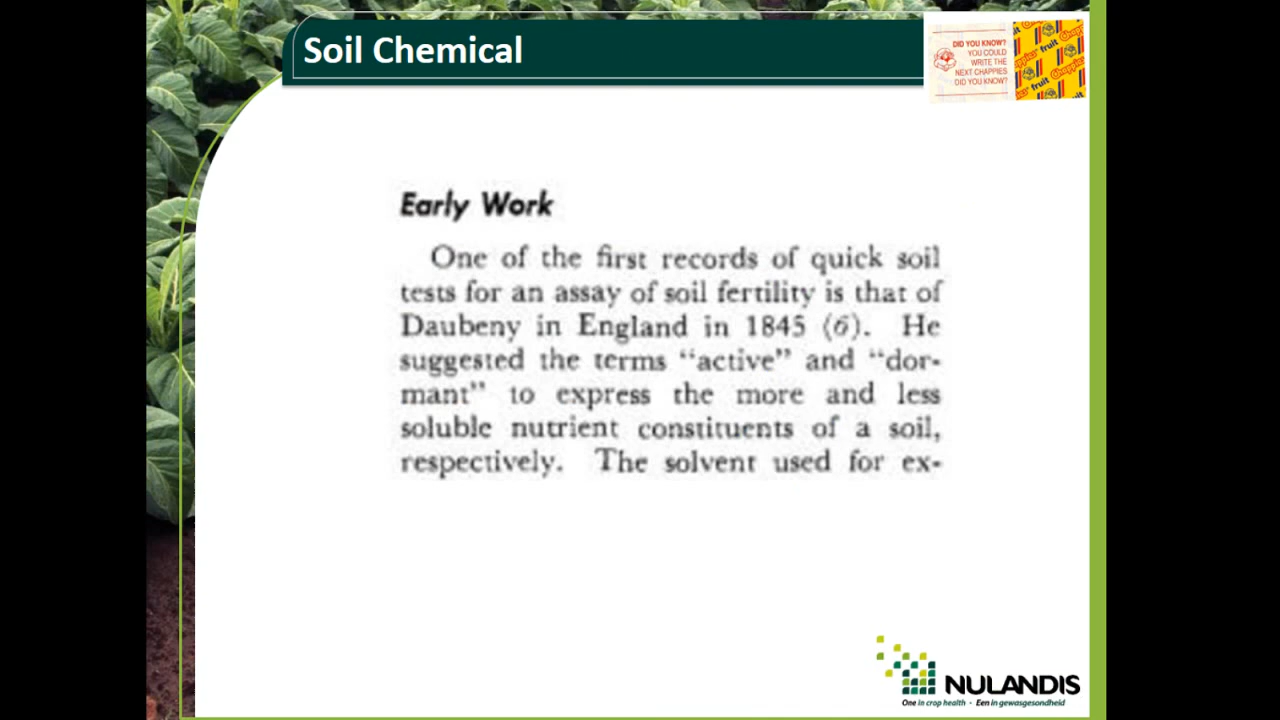 Soil Chemical
DID YOU KNOW?
YOU COULD
WRITE THE
NEXT CHAPPIES
DID YOU KNOW?
fruit
Chappies
fruit
Early Work
One of the first records of quick soil
tests for an assay of soil fertility is that of
Daubeny in England in 1845 (6). He
suggested the terms “active” and “dor-
mant” to express the more and less
soluble nutrient constituents of a soil,
respectively. The solvent used for ex-
NULANDIS
One in crop health · Een in gewasgesondheid